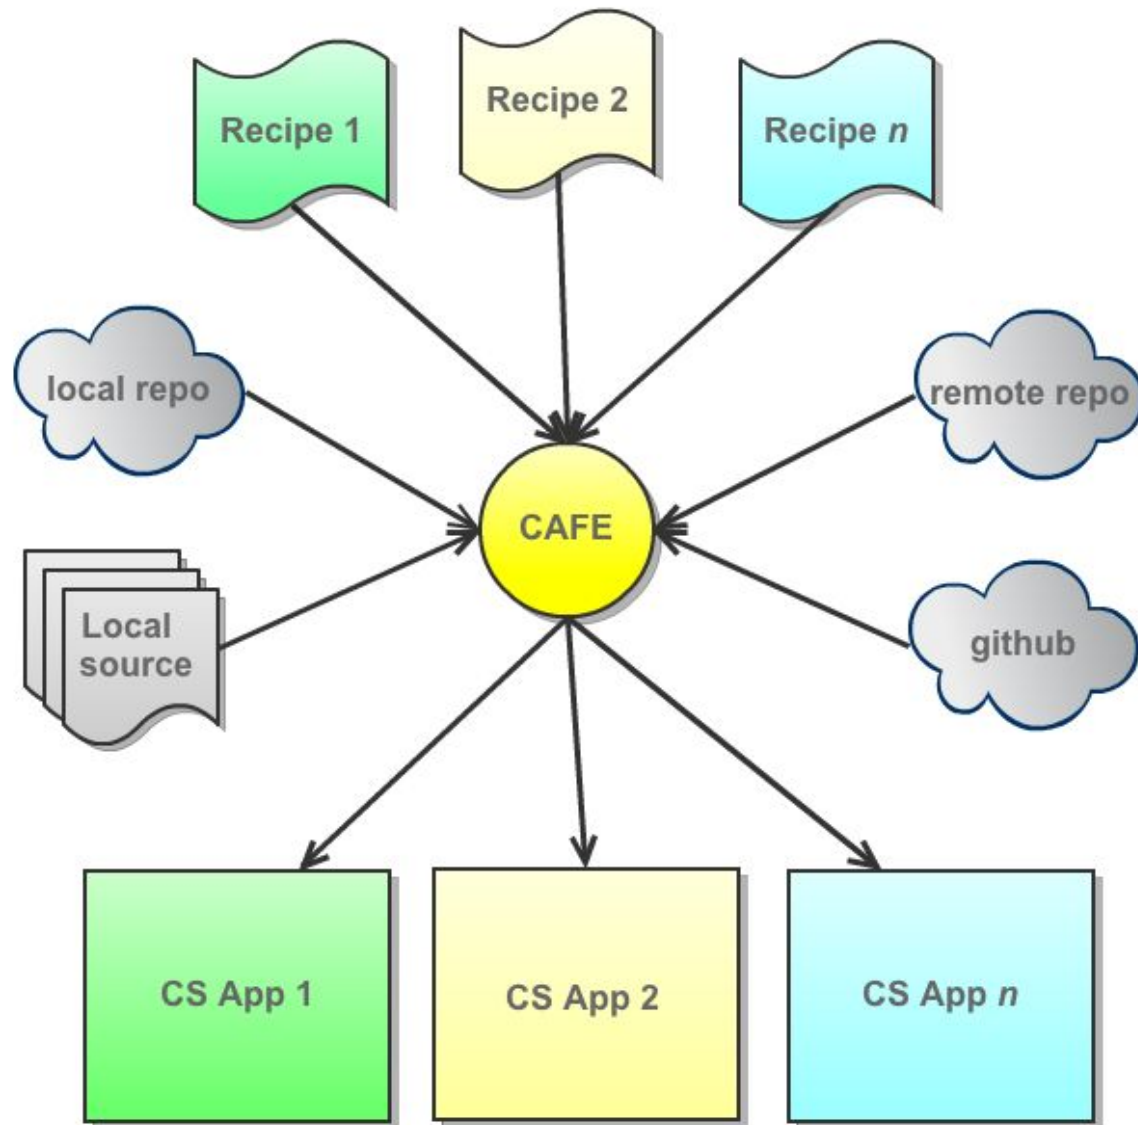 Recipe 1
Recipe 2
Recipe n
local repo
remote repo
CAFE
Local
source
github
CS App 1
CS App 2
CS App n